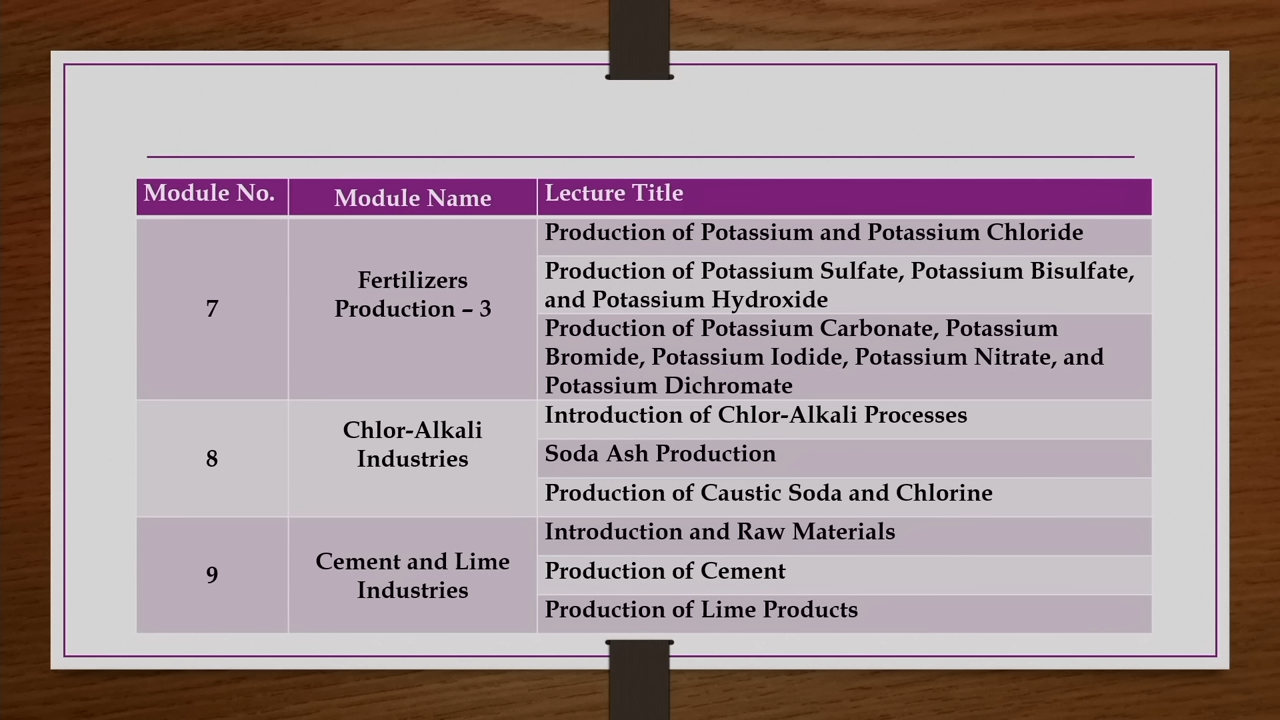 Module No. Module Name Lecture Title
7
Fertilizers
Production – 3
Production of Potassium and Potassium Chloride
Production of Potassium Sulfate, Potassium Bisulfate,
and Potassium Hydroxide
Production of Potassium Carbonate, Potassium
Bromide, Potassium Iodide, Potassium Nitrate, and
Potassium Dichromate
8
Chlor-Alkali
Industries
Introduction of Chlor-Alkali Processes
Soda Ash Production
Production of Caustic Soda and Chlorine
9
Cement and Lime
Industries
Introduction and Raw Materials
Production of Cement
Production of Lime Products